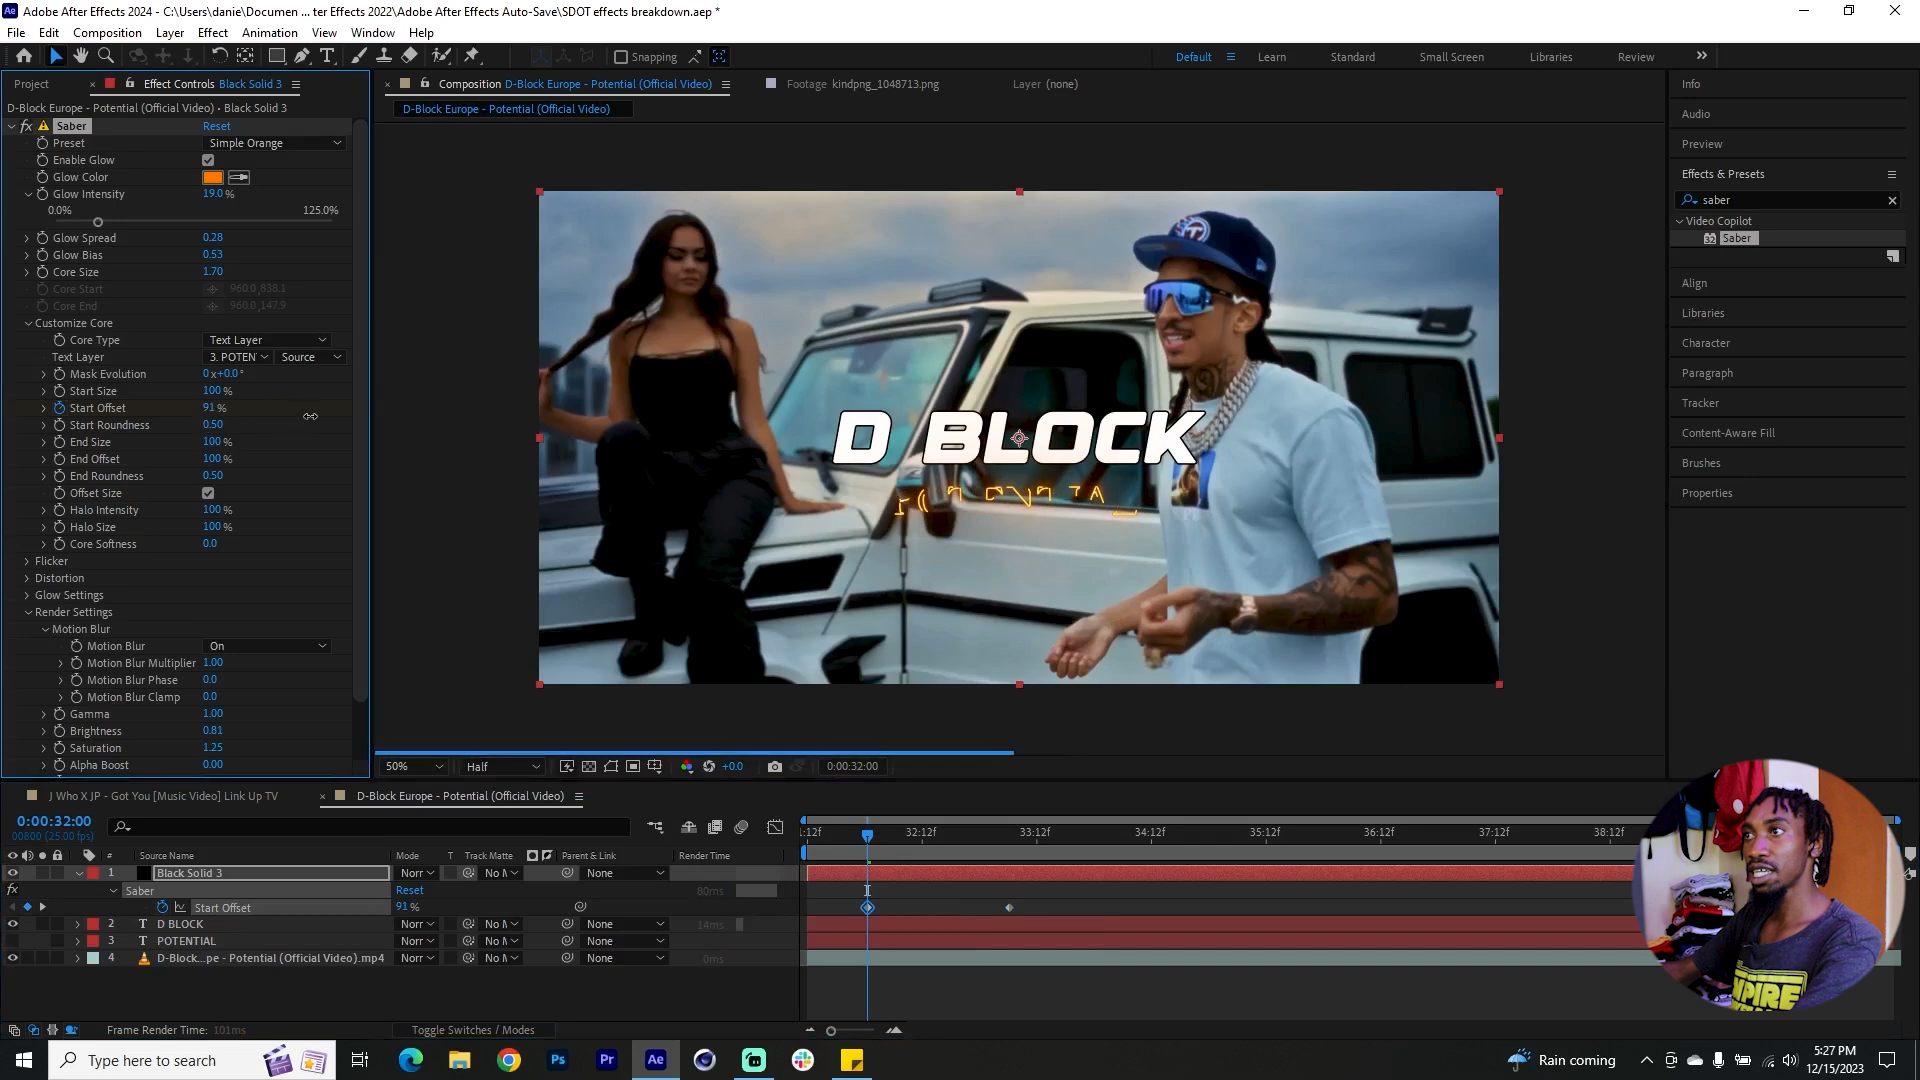 Adobe After Effects 2024 - C:\Users\danie\Documen ... ter Effects 2022\Adobe After Effects Auto-Save\SDOT effects breakdown.aep *
File Edit Composition Layer Effect Animation View Window Help
Snapping
Default Learn Standard Small Screen Libraries Review
Project
Effect Controls Black Solid 3
Composition D-Block Europe - Potential (Official Video)
Footage kindpng_1048713.png
Layer (none)
D-Block Europe - Potential (Official Video) • Black Solid 3
D-Block Europe - Potential (Official Video)
fx Saber Reset
Preset Simple Orange
Enable Glow
Glow Color
Glow Intensity 19.0 %
0.0% 125.0%
Glow Spread 0.28
Glow Bias 0.53
Core Size 1.70
Core Start 960.0,838.1
Core End 960.0,147.9
Customize Core
Core Type Text Layer
Text Layer 3. POTEN Source
Mask Evolution 0x+0.0°
Start Size 100 %
Start Offset 91 %
Start Roundness 0.50
End Size 100 %
End Offset 100 %
End Roundness 0.50
Offset Size
Halo Intensity 100 %
Halo Size 100 %
Core Softness 0.0
Flicker
Distortion
Glow Settings
Render Settings
Motion Blur
Motion Blur On
Motion Blur Multiplier 1.00
Motion Blur Phase 0.0
Motion Blur Clamp 0.0
Gamma 1.00
Brightness 0.81
Saturation 1.25
Alpha Boost 0.00
D BLOCK
50% Half +0.0 0:00:32:00
Info
Audio
Preview
Effects & Presets
saber
Video Copilot
32 Saber
Align
Libraries
Character
Paragraph
Tracker
Content-Aware Fill
Brushes
Properties
J Who X JP - Got You [Music Video] Link Up TV
D-Block Europe - Potential (Official Video)
0:00:32:00
00800 (25.00 fps)
1:12f 32:12f 33:12f 34:12f 35:12f 36:12f 37:12f 38:12f
# Source Name Mode T Track Matte Parent & Link Render Time
1 Black Solid 3 Norr No M None
fx Saber Reset 80ms
Start Offset 91 %
2 T D BLOCK Norr No M None 14ms
3 T POTENTIAL Norr No M None
4 D-Block...pe - Potential (Official Video).mp4 Norr No M None 0ms
Frame Render Time: 101ms
Toggle Switches / Modes
EMPIRE
Type here to search
Ps Pr Ae
Rain coming
5:27 PM
12/15/2023